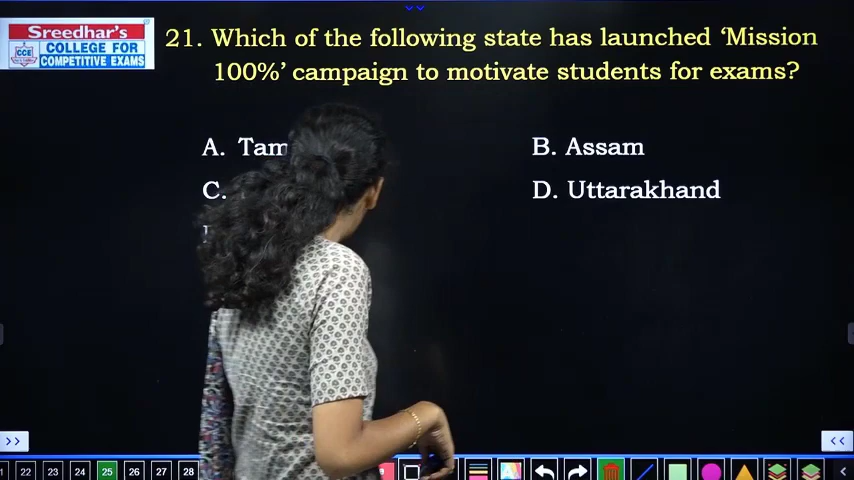 Sreedhar's
CCE
COLLEGE FOR
COMPETITIVE EXAMS
21. Which of the following state has launched ‘Mission
100%’ campaign to motivate students for exams?
A. Tam
B. Assam
C.
D. Uttarakhand
22 23 24 25 26 27 28